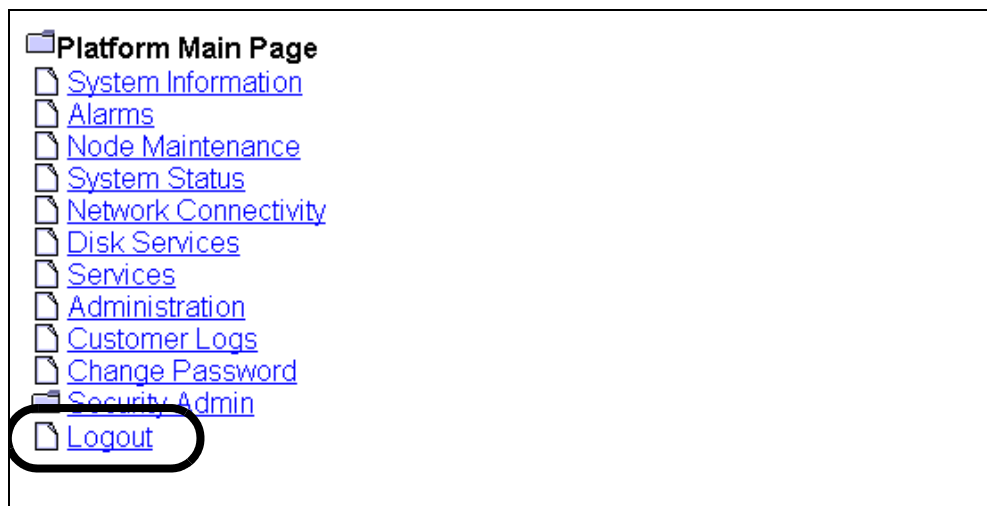 Platform Main Page
System Information
Alarms
Node Maintenance
System Status
Network Connectivity
Disk Services
Services
Administration
Customer Logs
Change Password
Security Admin
Logout